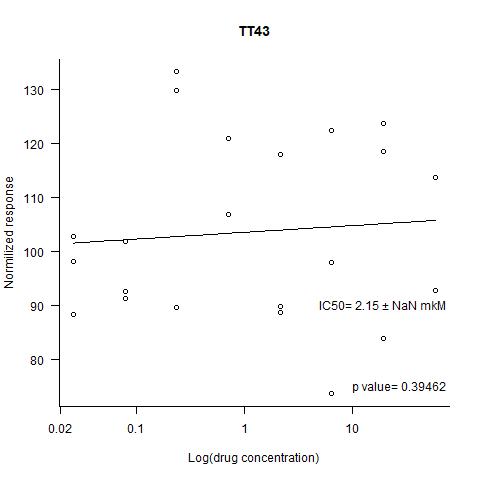 TT43
130
120
110
100
90
80
Normilized response
IC50= 2.15 ± NaN mkM
p value= 0.39462
0.02 0.1 1 10
Log(drug concentration)